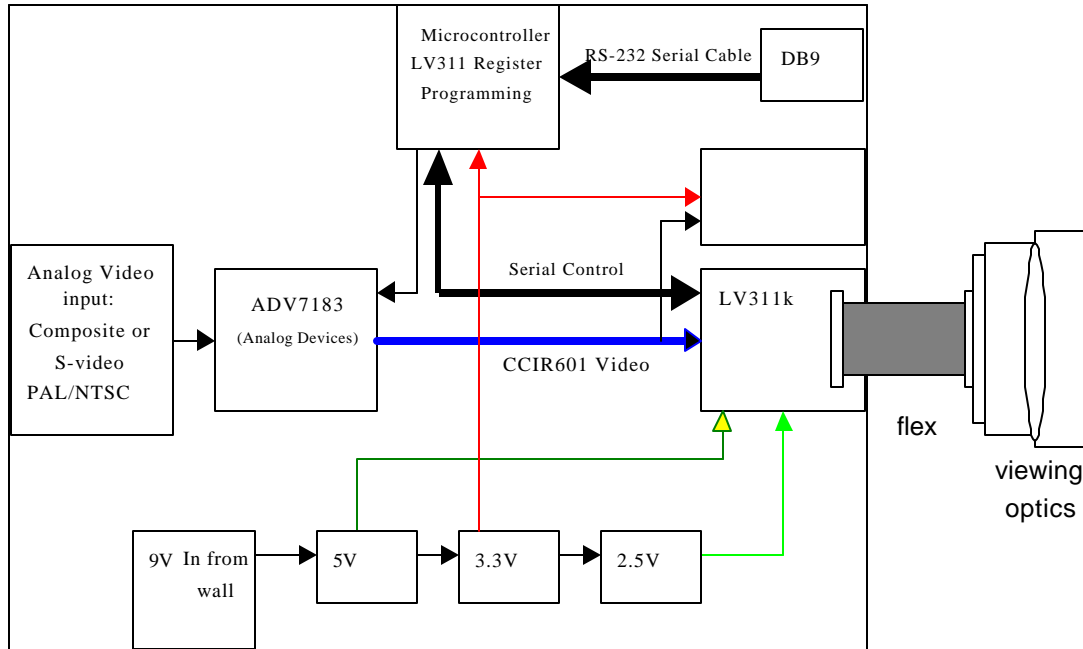 Microcontroller
LV311 Register
Programming
RS-232 Serial Cable
DB9
Analog Video
input:
Composite or
S-video
PAL/NTSC
ADV7183
(Analog Devices)
Serial Control
CCIR601 Video
LV311k
flex
viewing
optics
9V In from
wall
5V
3.3V
2.5V